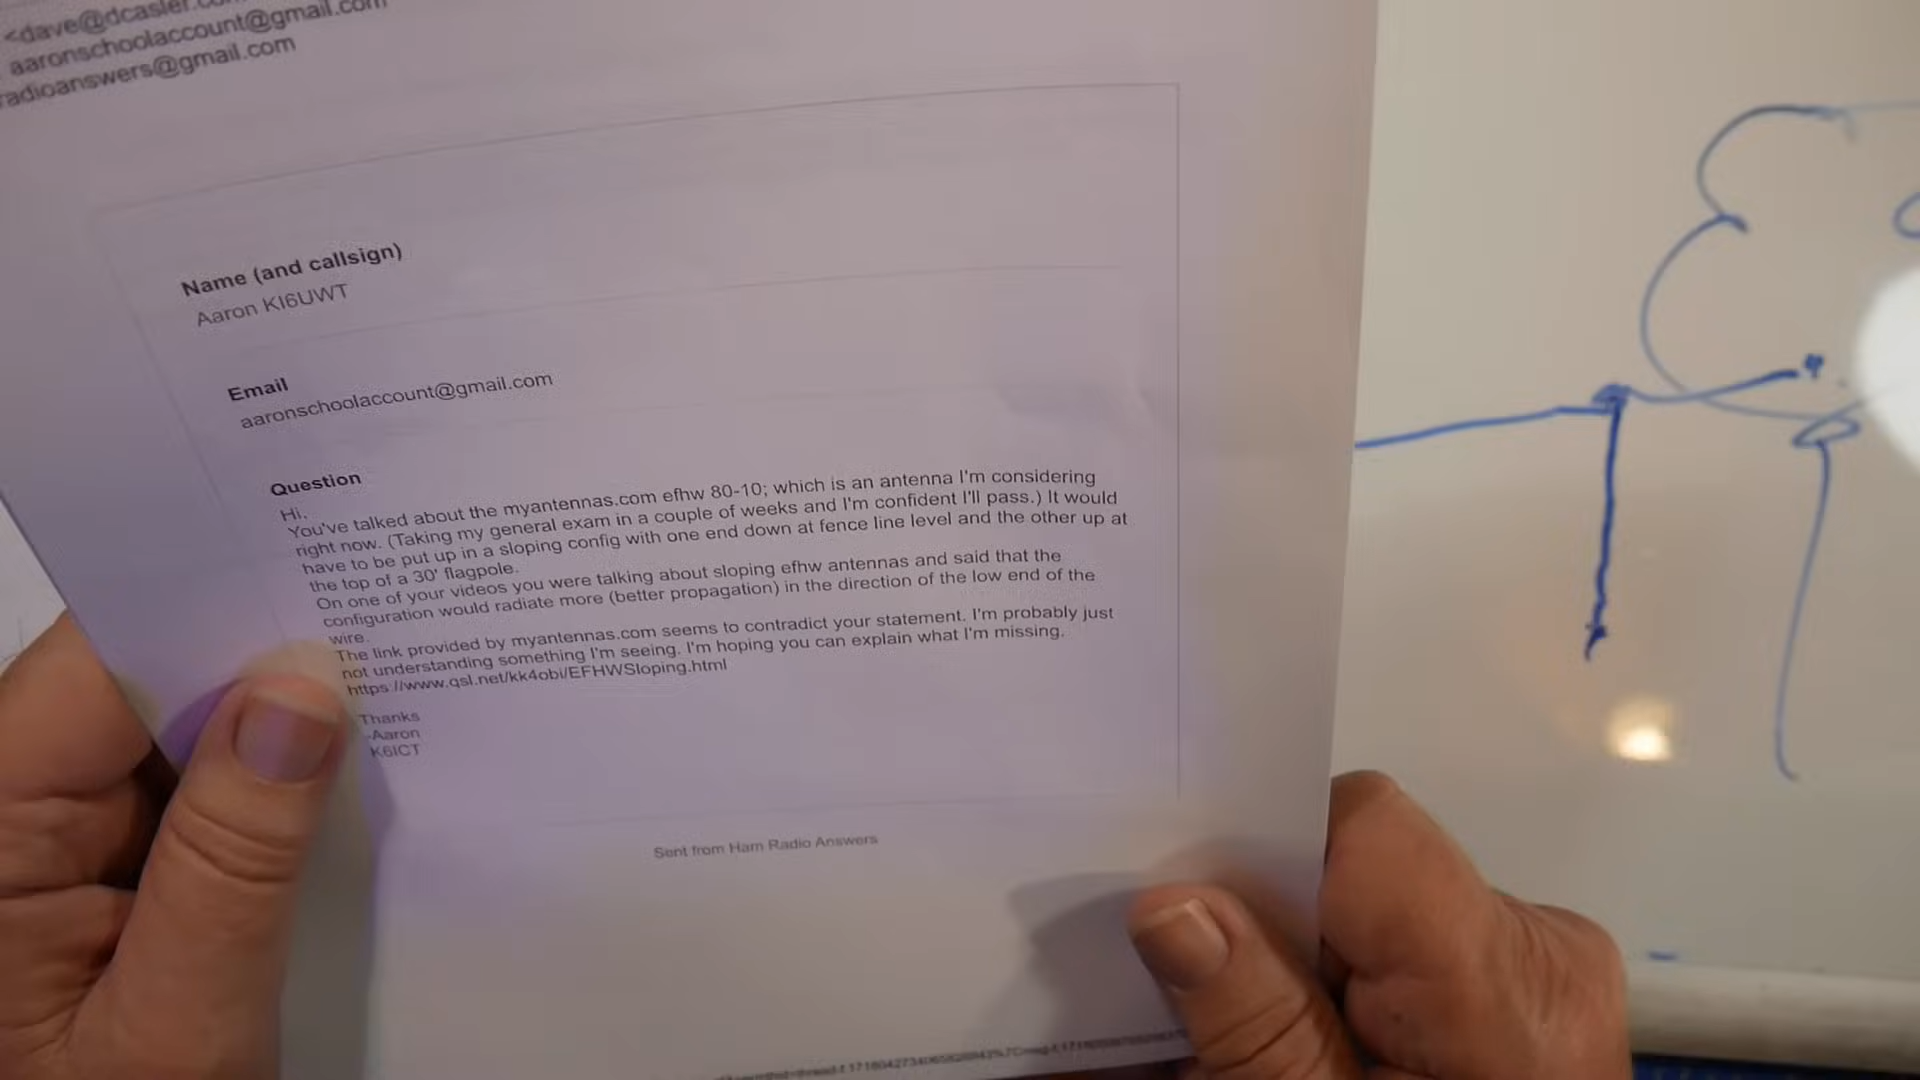 <dave@dcasler.co
aaronschoolaccount@gmail.com
radioanswers@gmail.com
Name (and callsign)
Aaron KI6UWT
Email
aaronschoolaccount@gmail.com
Question
Hi.
You've talked about the myantennas.com efhw 80-10; which is an antenna I'm considering
right now. (Taking my general exam in a couple of weeks and I'm confident I'll pass.) It would
have to be put up in a sloping config with one end down at fence line level and the other up at
the top of a 30' flagpole.
On one of your videos you were talking about sloping efhw antennas and said that the
configuration would radiate more (better propagation) in the direction of the low end of the
wire.
The link provided by myantennas.com seems to contradict your statement. I'm probably just
not understanding something I'm seeing. I'm hoping you can explain what I'm missing.
https://www.qsl.net/kk4obi/EFHWSloping.html
Thanks
-Aaron
K6ICT
Sent from Ham Radio Answers